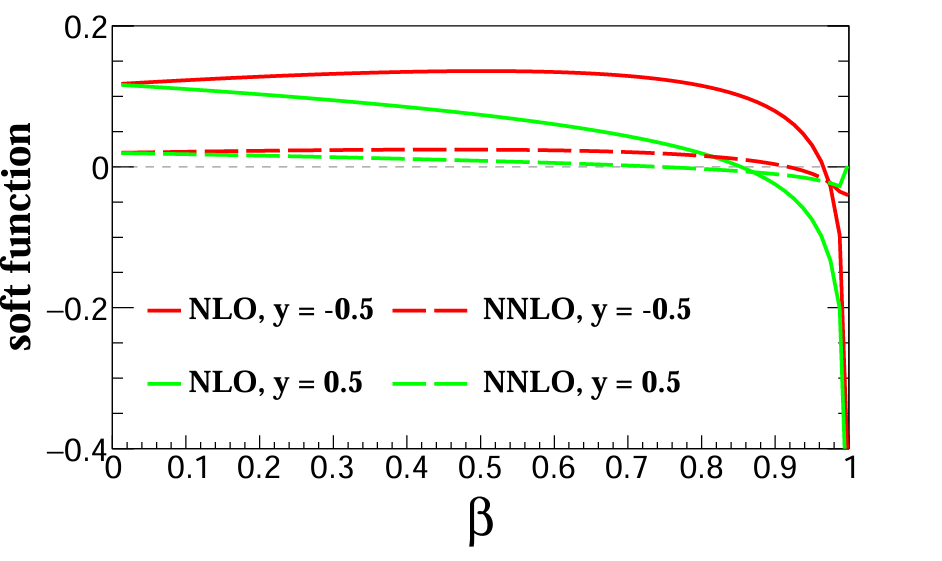 0.2
0
−0.2
−0.4
soft function
NLO, y = -0.5 NNLO, y = -0.5
NLO, y = 0.5 NNLO, y = 0.5
0 0.1 0.2 0.3 0.4 0.5 0.6 0.7 0.8 0.9 1
β